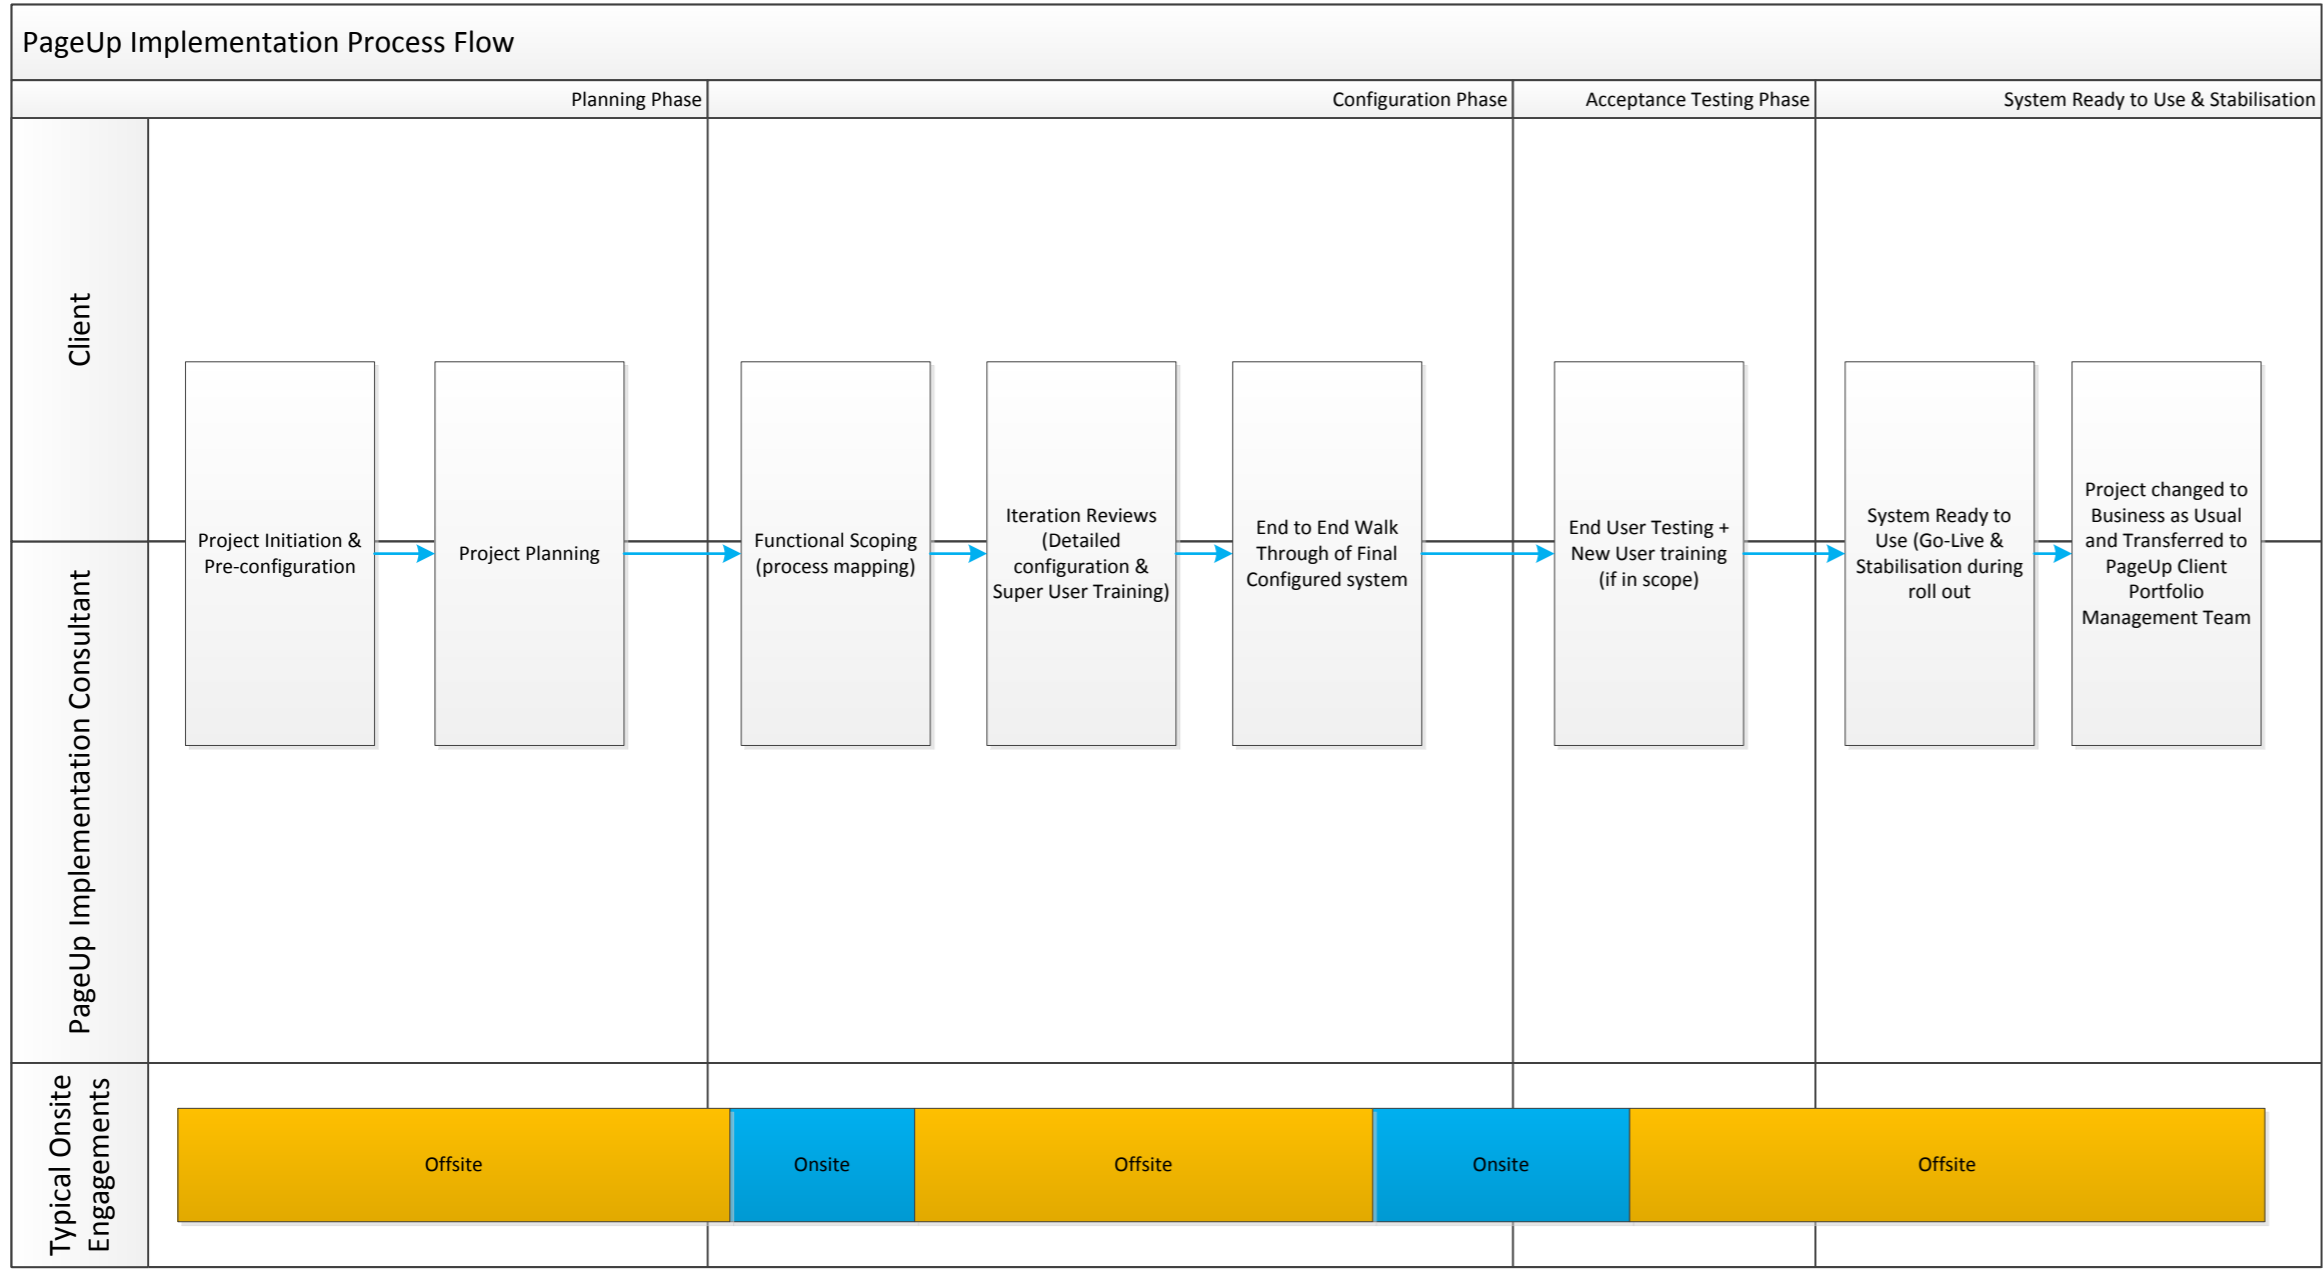 PageUp Implementation Process Flow
Planning Phase
Configuration Phase
Acceptance Testing Phase
System Ready to Use & Stabilisation
Client
Project Initiation &
Pre-configuration
Project Planning
Functional Scoping
(process mapping)
Iteration Reviews
(Detailed
configuration &
Super User Training)
End to End Walk
Through of Final
Configured system
End User Testing +
New User training
(if in scope)
System Ready to
Use (Go-Live &
Stabilisation during
roll out
Project changed to
Business as Usual
and Transferred to
PageUp Client
Portfolio
Management Team
PageUp Implementation Consultant
Typical Onsite
Engagements
Offsite
Onsite
Offsite
Onsite
Offsite